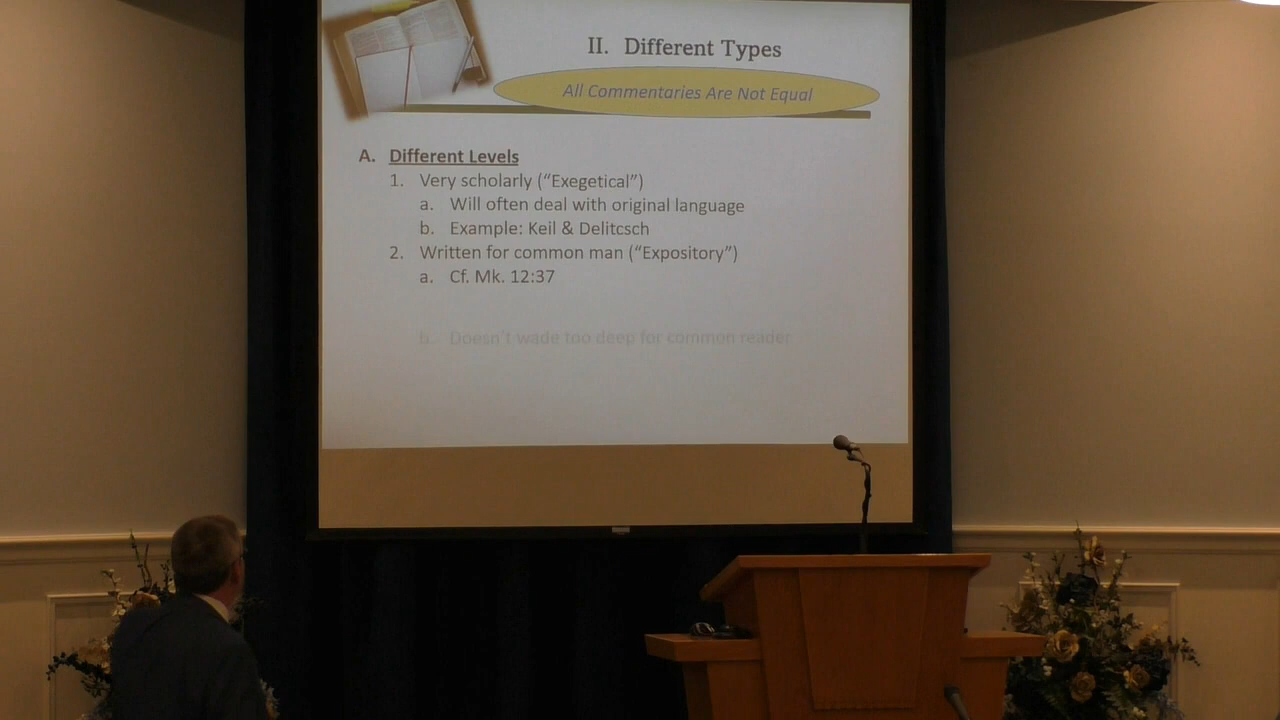 II. Different Types
All Commentaries Are Not Equal
A. Different Levels
1. Very scholarly (“Exegetical”)
a. Will often deal with original language
b. Example: Keil & Delitcsch
2. Written for common man (“Expository”)
a. Cf. Mk. 12:37
b. Doesn’t wade too deep for common reader